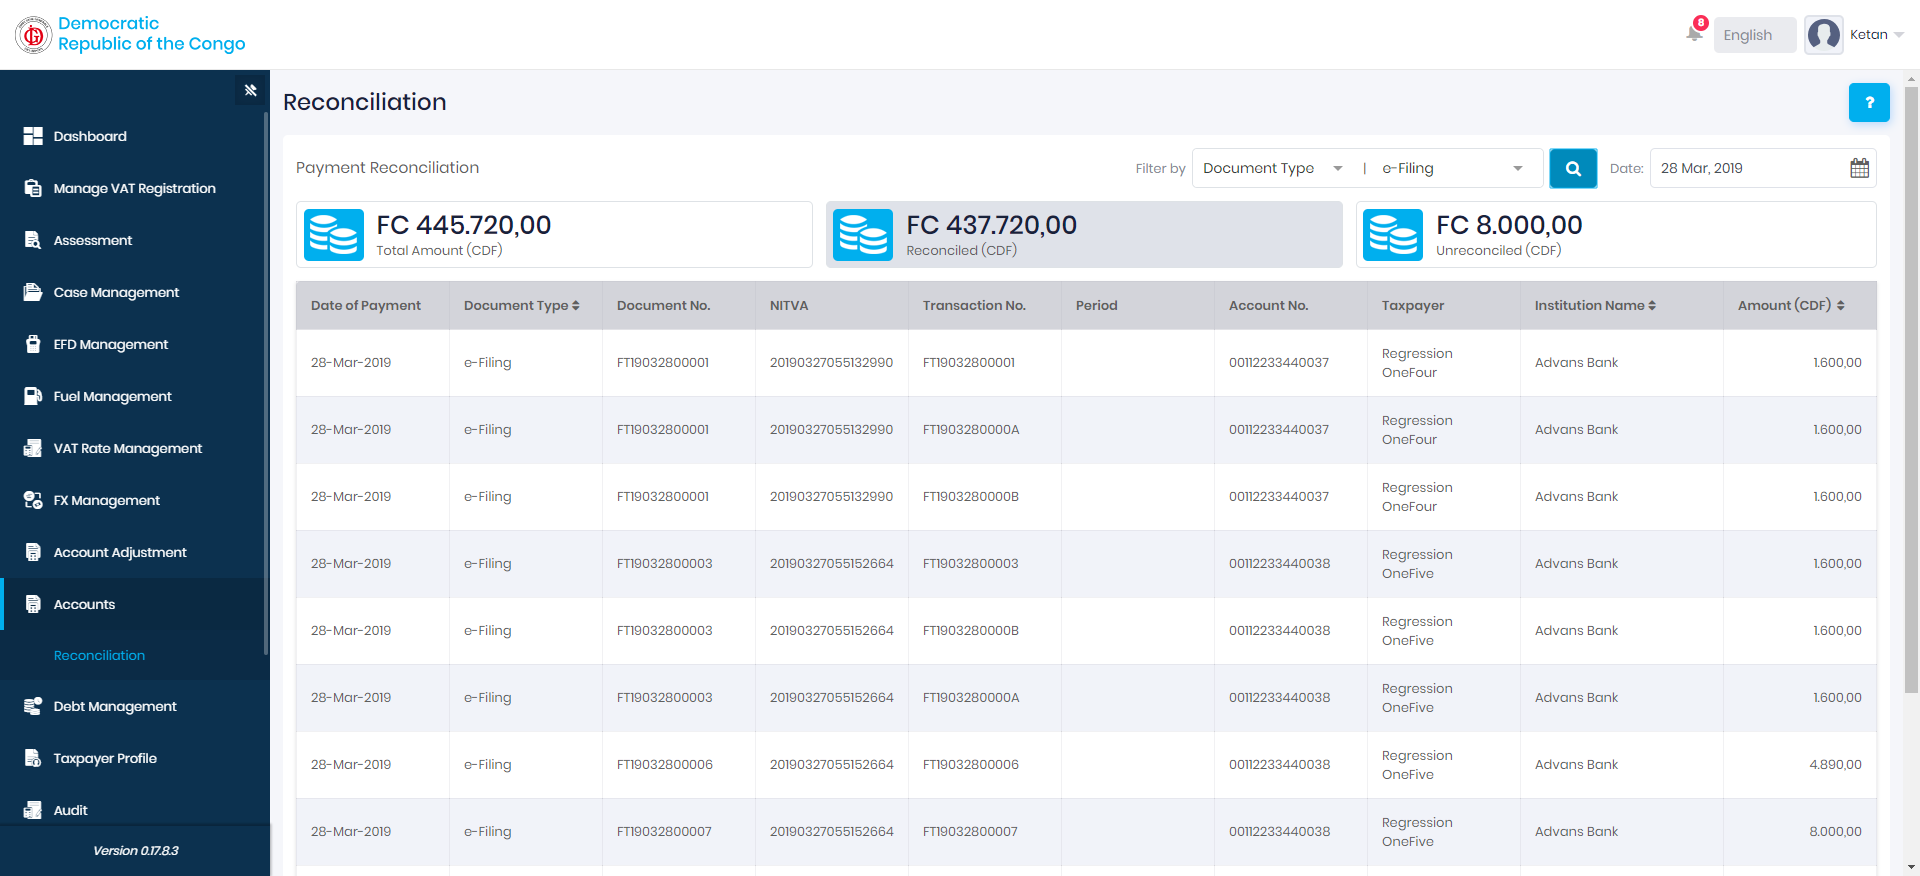 Democratic
Republic of the Congo
8
English
Ketan
Reconciliation
?
Dashboard
Manage VAT Registration
Assessment
Case Management
EFD Management
Fuel Management
VAT Rate Management
FX Management
Account Adjustment
Accounts
Reconciliation
Debt Management
Taxpayer Profile
Audit
Version 0.17.8.3
Payment Reconciliation
Filter by Document Type | e-Filing Date: 28 Mar, 2019
FC 445.720,00
Total Amount (CDF)
FC 437.720,00
Reconciled (CDF)
FC 8.000,00
Unreconciled (CDF)
Date of Payment Document Type Document No. NITVA Transaction No. Period Account No. Taxpayer Institution Name Amount (CDF)
28-Mar-2019 e-Filing FT19032800001 20190327055132990 FT19032800001 00112233440037 Regression OneFour Advans Bank 1.600,00
28-Mar-2019 e-Filing FT19032800001 20190327055132990 FT1903280000A 00112233440037 Regression OneFour Advans Bank 1.600,00
28-Mar-2019 e-Filing FT19032800001 20190327055132990 FT1903280000B 00112233440037 Regression OneFour Advans Bank 1.600,00
28-Mar-2019 e-Filing FT19032800003 20190327055152664 FT19032800003 00112233440038 Regression OneFive Advans Bank 1.600,00
28-Mar-2019 e-Filing FT19032800003 20190327055152664 FT1903280000B 00112233440038 Regression OneFive Advans Bank 1.600,00
28-Mar-2019 e-Filing FT19032800003 20190327055152664 FT1903280000A 00112233440038 Regression OneFive Advans Bank 1.600,00
28-Mar-2019 e-Filing FT19032800006 20190327055152664 FT19032800006 00112233440038 Regression OneFive Advans Bank 4.890,00
28-Mar-2019 e-Filing FT19032800007 20190327055152664 FT19032800007 00112233440038 Regression OneFive Advans Bank 8.000,00